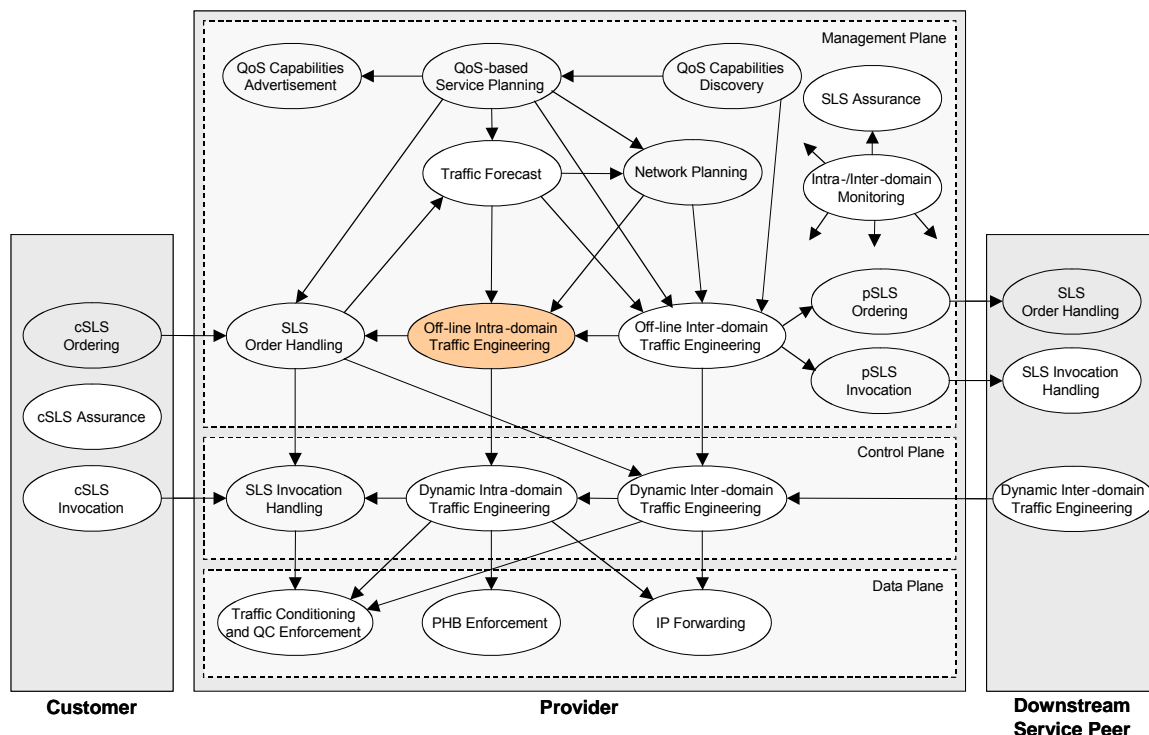 Management Plane
QoS Capabilities
Advertisement
QoS-based
Service Planning
QoS Capabilities
Discovery
SLS Assurance
Traffic Forecast
Network Planning
Intra-/Inter-domain
Monitoring
cSLS
Ordering
SLS
Order Handling
Off-line Intra-domain
Traffic Engineering
Off-line Inter-domain
Traffic Engineering
pSLS
Ordering
SLS
Order Handling
pSLS
Invocation
SLS Invocation
Handling
cSLS Assurance
Control Plane
cSLS
Invocation
SLS Invocation
Handling
Dynamic Intra-domain
Traffic Engineering
Dynamic Inter-domain
Traffic Engineering
Dynamic Inter-domain
Traffic Engineering
Data Plane
Traffic Conditioning
and QC Enforcement
PHB Enforcement
IP Forwarding
Customer
Provider
Downstream
Service Peer